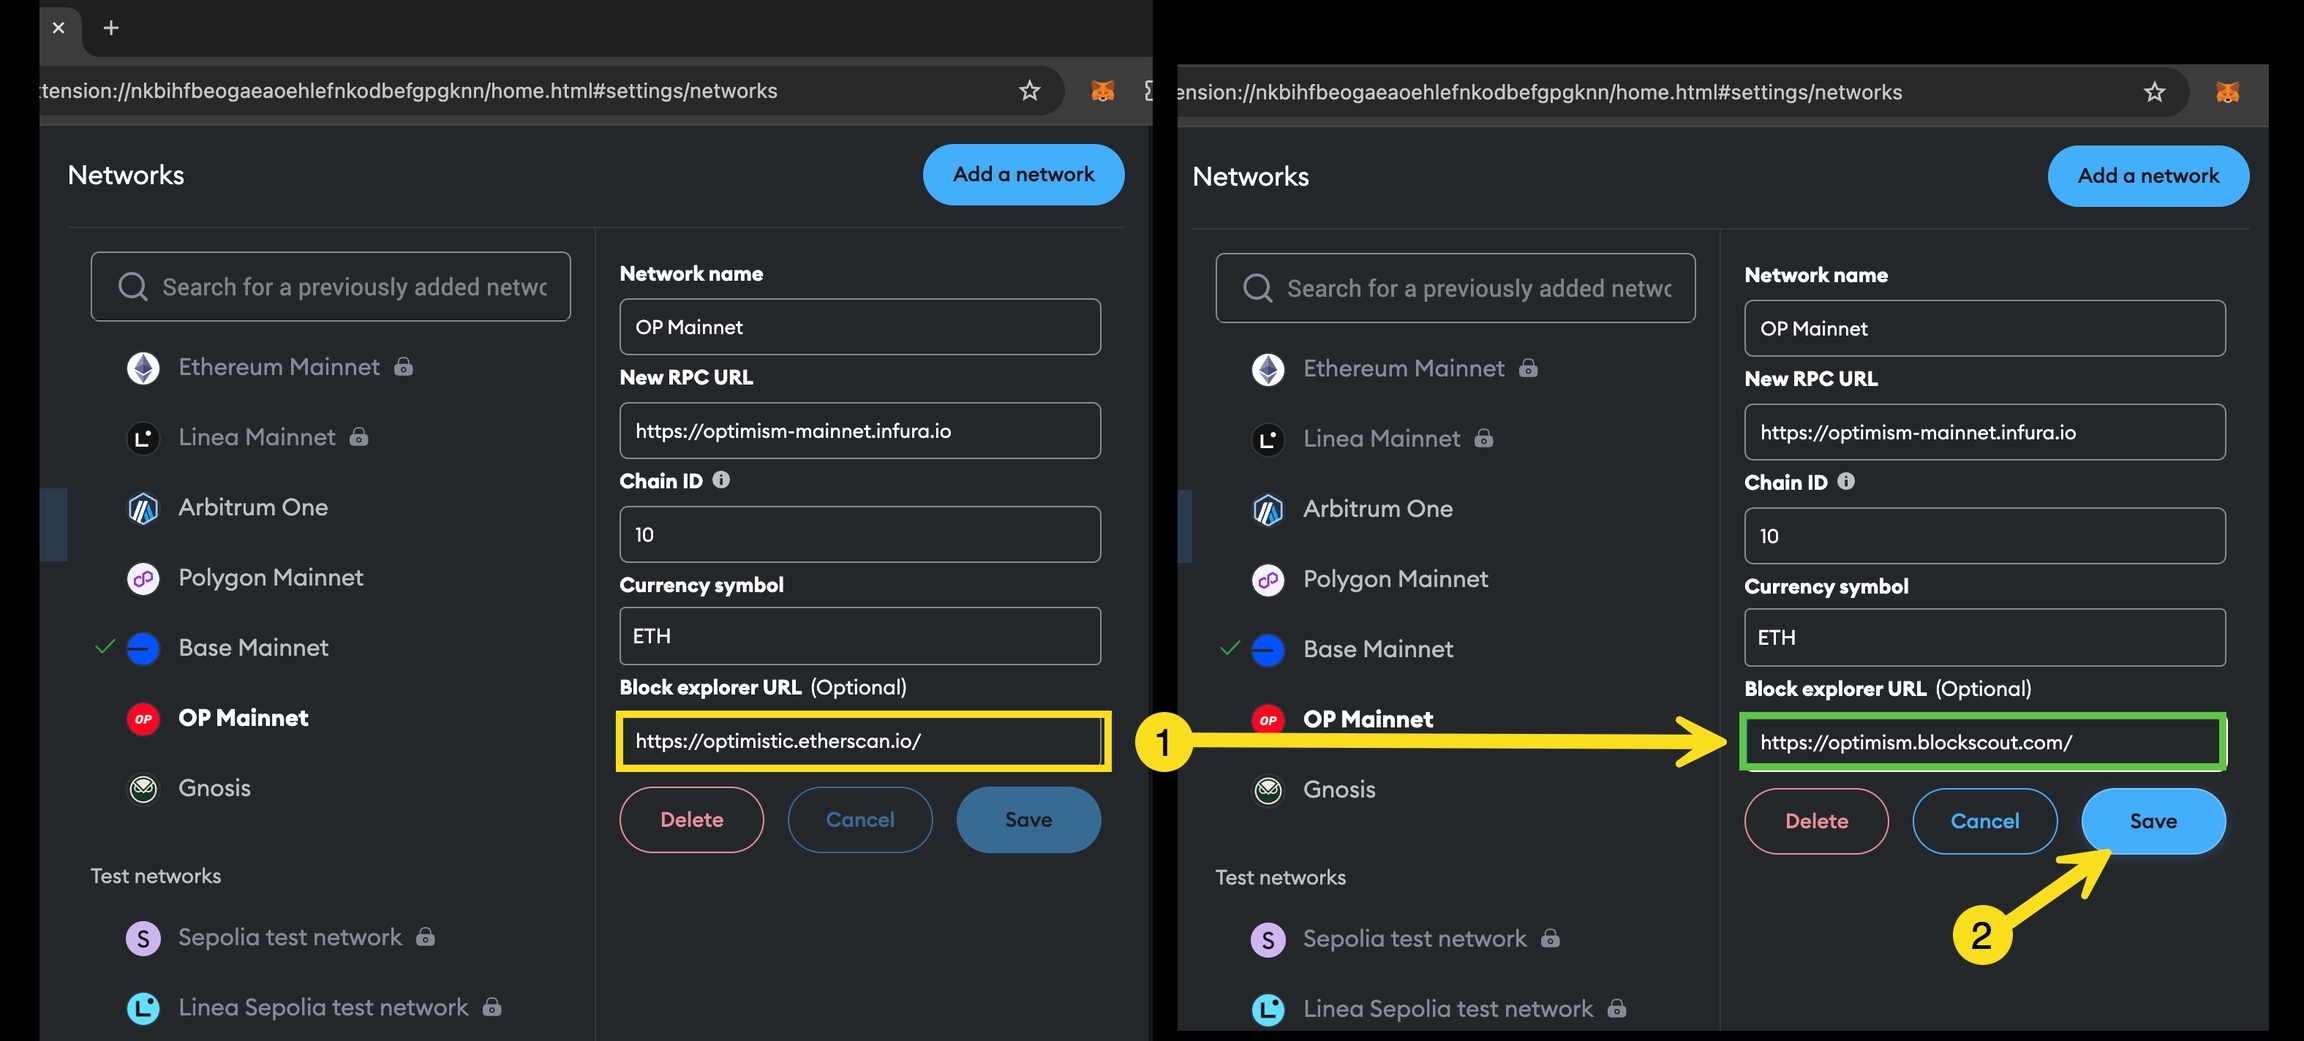 tension://nkbihfbeogaeaoehlefnkodbefgpgknn/home.html#settings/networks
Networks
Add a network
Search for a previously added netwo
Ethereum Mainnet
Linea Mainnet
Arbitrum One
Polygon Mainnet
Base Mainnet
OP
OP Mainnet
Gnosis
Test networks
S
Sepolia test network
L
Linea Sepolia test network
Network name
OP Mainnet
New RPC URL
https://optimism-mainnet.infura.io
Chain ID
10
Currency symbol
ETH
Block explorer URL (Optional)
https://optimistic.etherscan.io/
Delete
Cancel
Save
1
ension://nkbihfbeogaeaoehlefnkodbefgpgknn/home.html#settings/networks
Networks
Add a network
Search for a previously added netwo
Ethereum Mainnet
Linea Mainnet
Arbitrum One
Polygon Mainnet
Base Mainnet
OP
OP Mainnet
Gnosis
Test networks
S
Sepolia test network
L
Linea Sepolia test network
Network name
OP Mainnet
New RPC URL
https://optimism-mainnet.infura.io
Chain ID
10
Currency symbol
ETH
Block explorer URL (Optional)
https://optimism.blockscout.com/
Delete
Cancel
Save
2